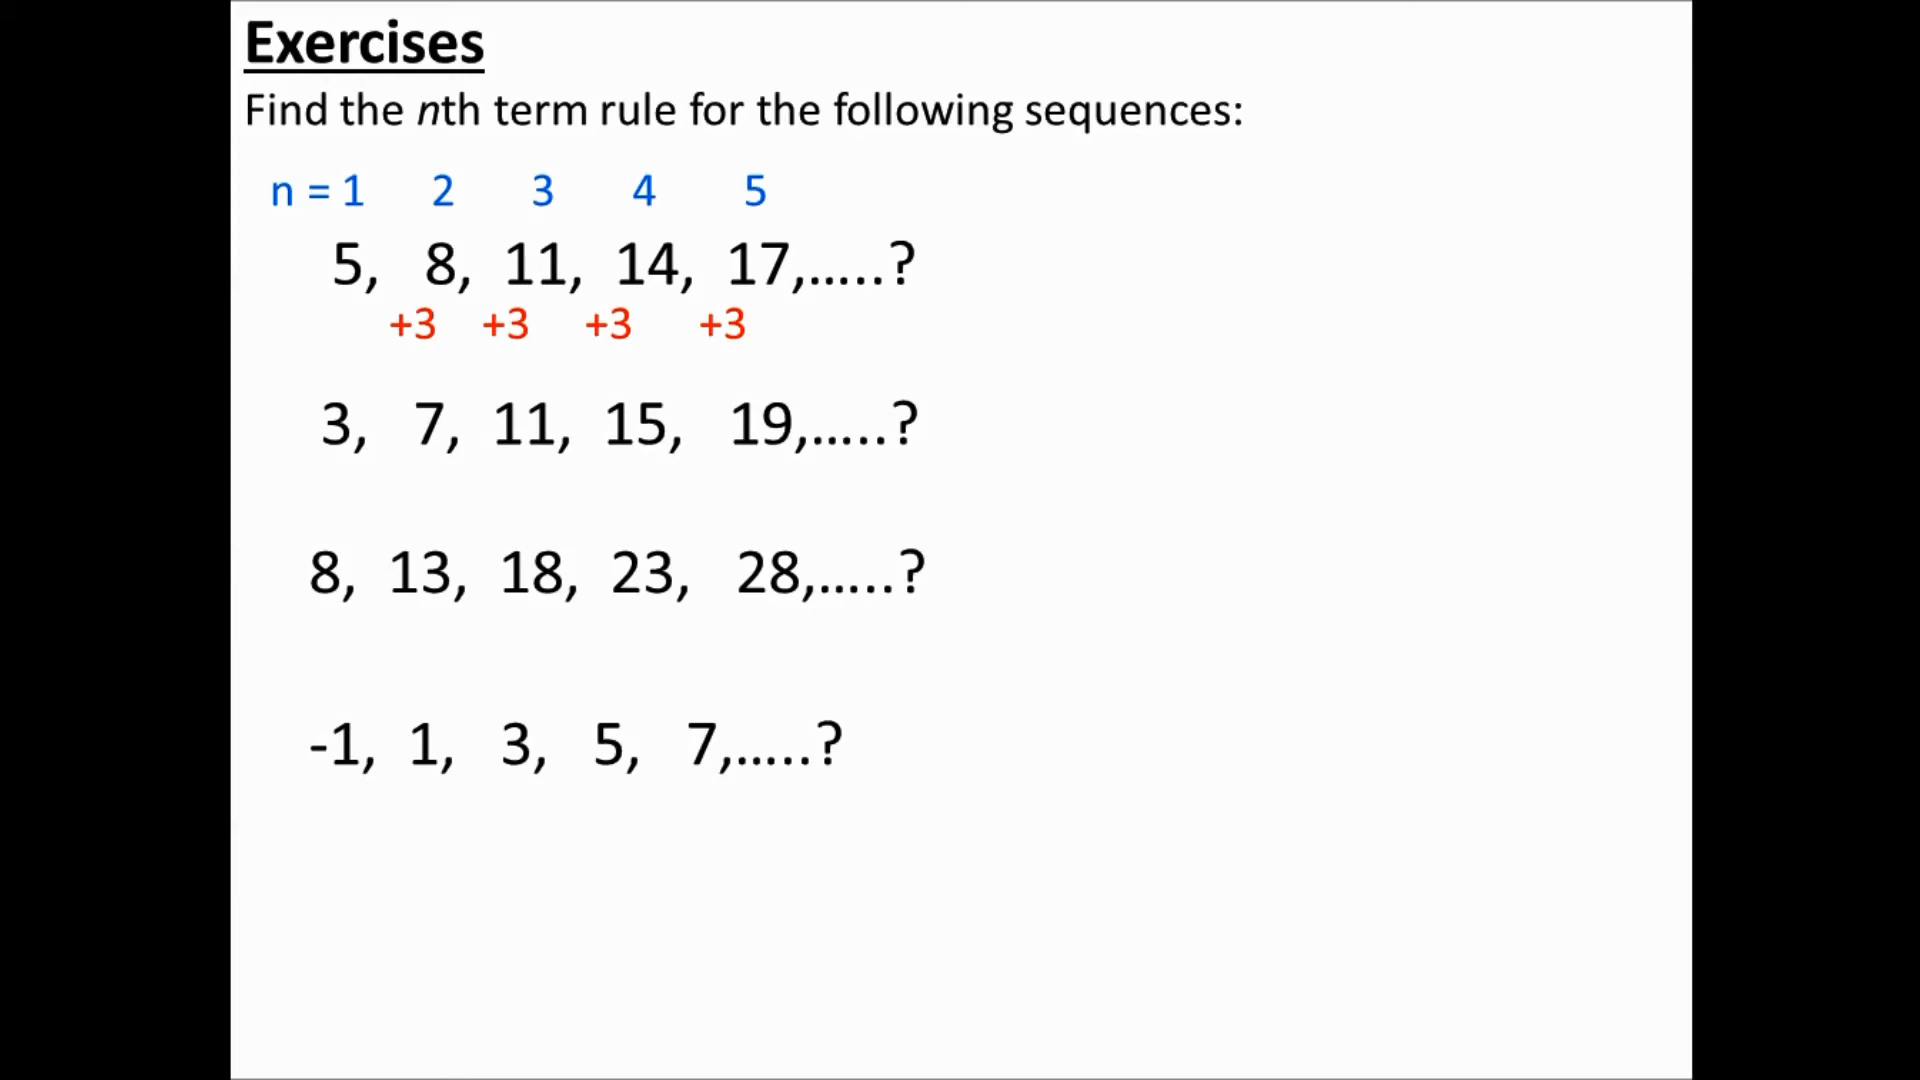 Exercises
Find the nth term rule for the following sequences:
n = 1 2 3 4 5
5, 8, 11, 14, 17,.....?
+3 +3 +3 +3
3, 7, 11, 15, 19,.....?
8, 13, 18, 23, 28,.....?
-1, 1, 3, 5, 7,.....?